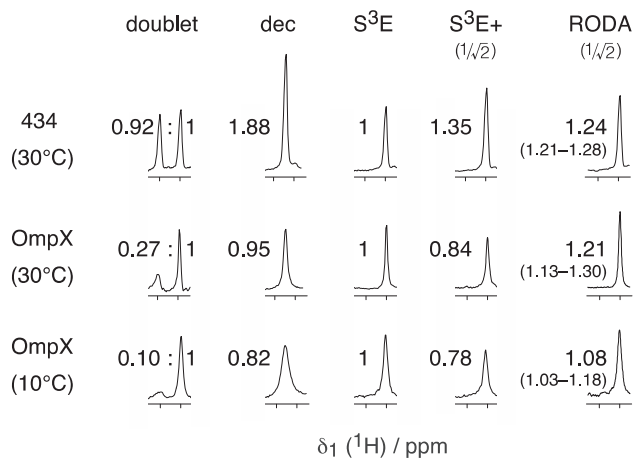 doublet dec S³E S³E+ RODA
(1/√2) (1/√2)
434 0.92 : 1 1.88 1 1.35 1.24
(30°C) (1.21–1.28)
OmpX 0.27 : 1 0.95 1 0.84 1.21
(30°C) (1.13–1.30)
OmpX 0.10 : 1 0.82 1 0.78 1.08
(10°C) (1.03–1.18)
δ₁ (¹H) / ppm